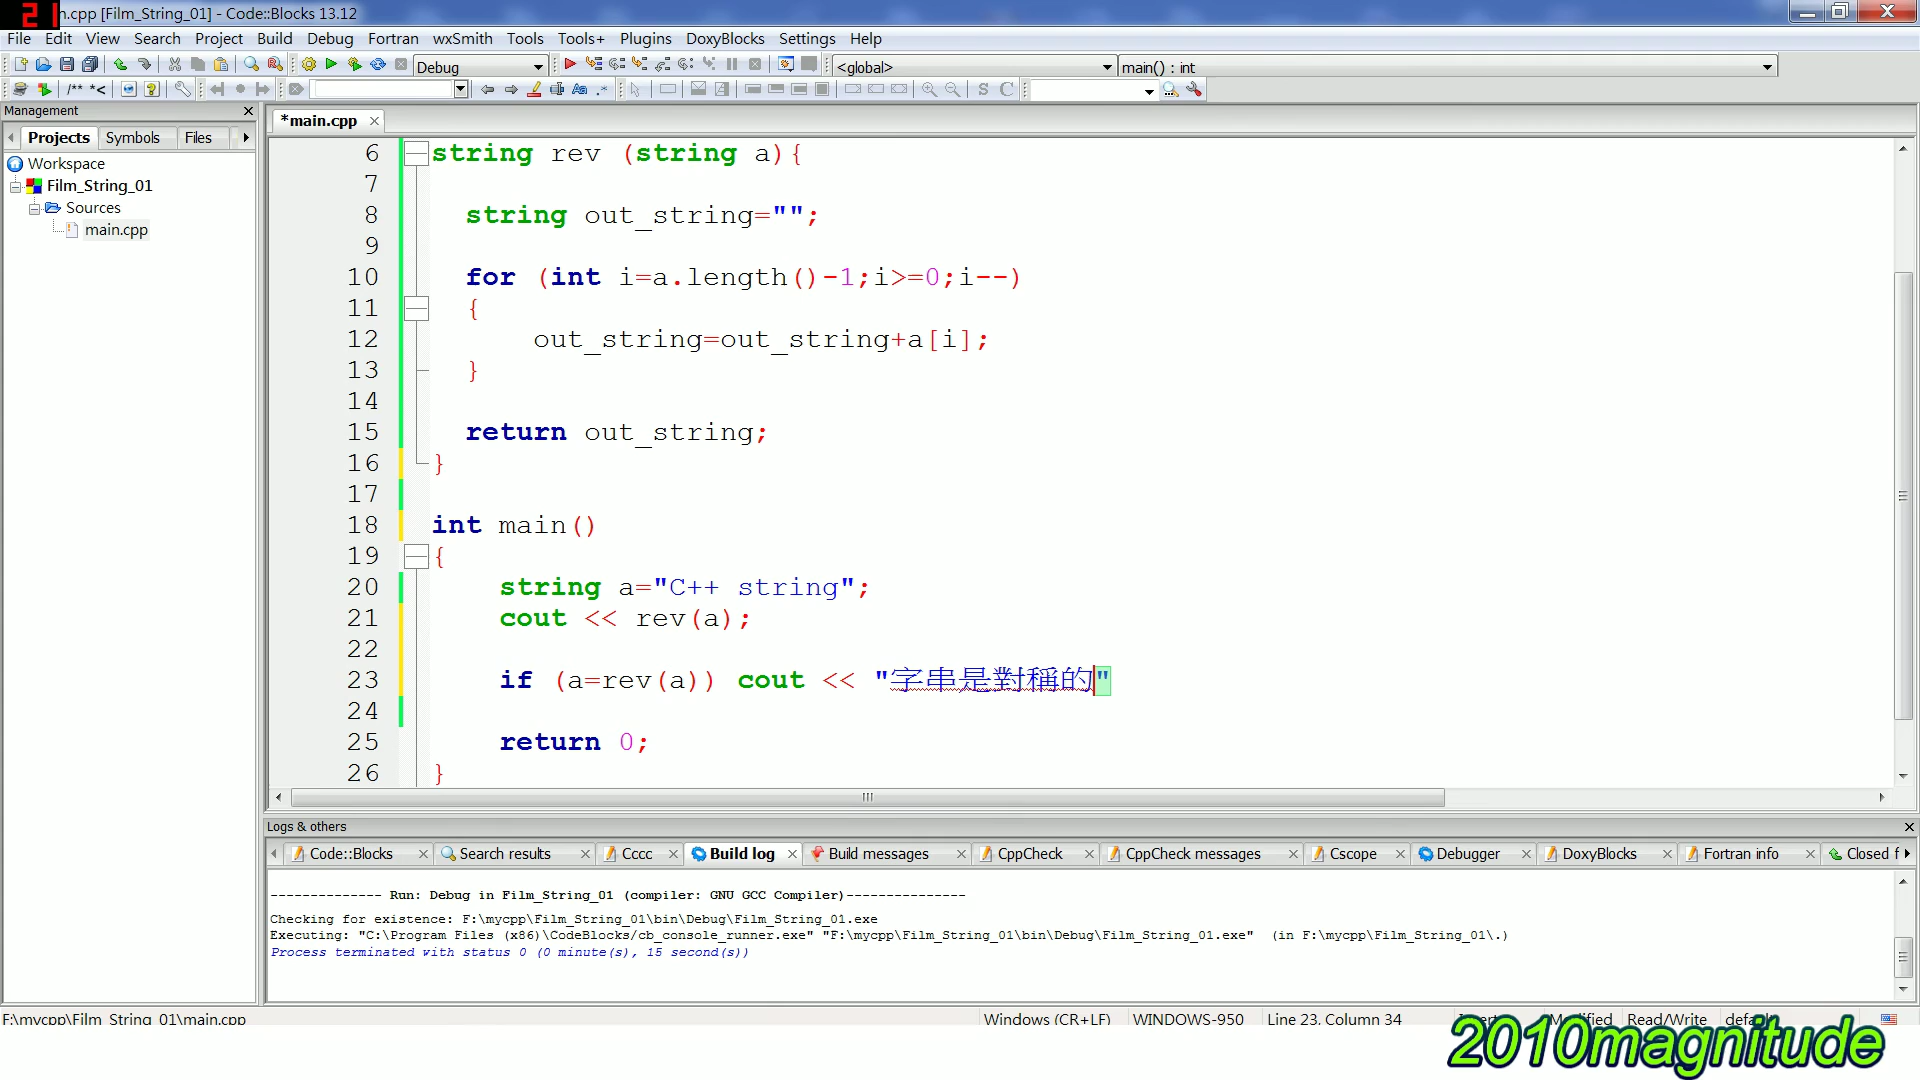 21
n.cpp [Film_String_01] - Code::Blocks 13.12
File Edit View Search Project Build Debug Fortran wxSmith Tools Tools+ Plugins DoxyBlocks Settings Help
Debug <global> main() : int
/** *<
Management
Projects Symbols Files
*main.cpp
Workspace
Film_String_01
Sources
main.cpp
6 string rev (string a){
7
8 string out_string="";
9
10 for (int i=a.length()-1;i>=0;i--)
11 {
12 out_string=out_string+a[i];
13 }
14
15 return out_string;
16 }
17
18 int main()
19 {
20 string a="C++ string";
21 cout << rev(a);
22
23 if (a=rev(a)) cout << "字串是對稱的"
24
25 return 0;
26 }
Logs & others
Code::Blocks Search results Cccc Build log Build messages CppCheck CppCheck messages Cscope Debugger DoxyBlocks Fortran info Closed f
-------------- Run: Debug in Film_String_01 (compiler: GNU GCC Compiler)---------------
Checking for existence: F:\mycpp\Film_String_01\bin\Debug\Film_String_01.exe
Executing: "C:\Program Files (x86)\CodeBlocks/cb_console_runner.exe" "F:\mycpp\Film_String_01\bin\Debug\Film_String_01.exe" (in F:\mycpp\Film_String_01\.)
Process terminated with status 0 (0 minute(s), 15 second(s))
F:\mycpp\Film_String_01\main.cpp Windows (CR+LF) WINDOWS-950 Line 23, Column 34 Insert Modified Read/Write default
2010magnitude